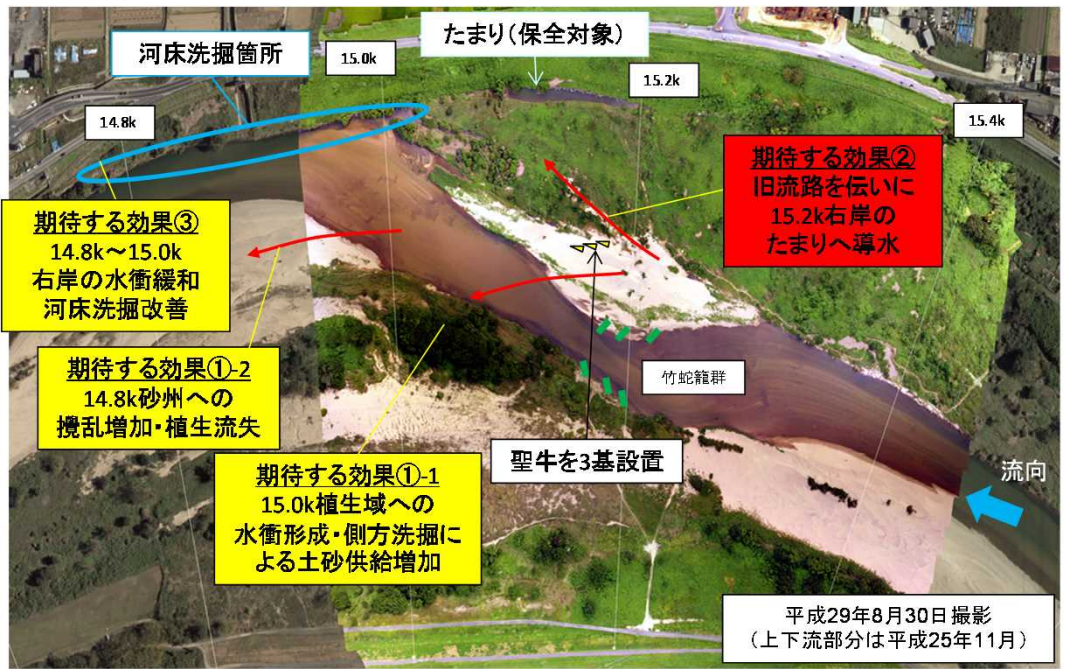 河床洗掘箇所
15.0k
たまり(保全対象)
15.2k
14.8k
15.4k
期待する効果②
旧流路を伝いに
15.2k右岸の
たまりへ導水
期待する効果③
14.8k～15.0k
右岸の水衝緩和
河床洗掘改善
期待する効果①-2
14.8k砂州への
攪乱増加・植生流失
竹蛇籠群
聖牛を3基設置
期待する効果①-1
15.0k植生域への
水衝形成・側方洗掘に
よる土砂供給増加
流向
平成29年8月30日撮影
(上下流部分は平成25年11月)